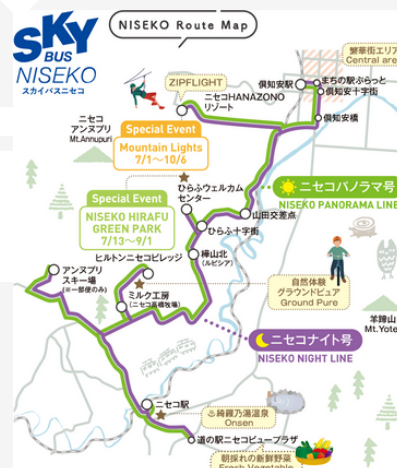 NISEKO Route Map
SKY
BUS
NISEKO
スカイバスニセコ
繁華街エリア
Central area
ZIPFLIGHT
倶知安駅
まちの駅ぷらっと
倶知安十字街
ニセコHANAZONO
リゾート
倶知安橋
ニセコ
アンヌプリ
Mt.Annupuri
Special Event
Mountain Lights
7/1～10/6
Special Event
NISEKO HIRAFU
GREEN PARK
7/13～9/1
ひらふウェルカム
センター
ニセコパノラマ号
NISEKO PANORAMA LINE
山田交差点
ひらふ十字街
ヒルトンニセコビレッジ
樺山北
(ルピシア)
アンヌプリ
スキー場
(※一部便のみ)
ミルク工房
(ニセコ高橋牧場)
自然体験
グラウンドピュア
Ground Pure
羊蹄山
Mt.Yote
ニセコナイト号
NISEKO NIGHT LINE
ニセコ駅
綺羅乃湯温泉
Onsen
道の駅ニセコビュープラザ
朝採れの新鮮野菜
Fresh Vegetable